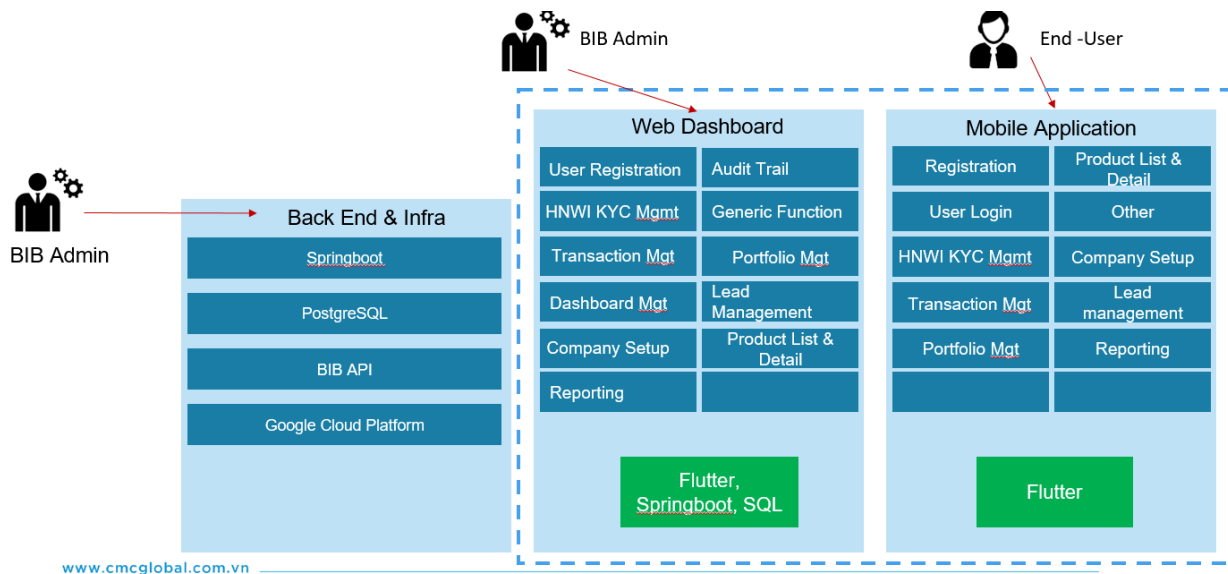 BIB Admin
End -User
BIB Admin
Back End & Infra
Springboot
PostgreSQL
BIB API
Google Cloud Platform
Web Dashboard
User Registration
Audit Trail
HNWI KYC Mgmt
Generic Function
Transaction Mgt
Portfolio Mgt
Dashboard Mgt
Lead
Management
Company Setup
Product List &
Detail
Reporting
Flutter,
Springboot, SQL
Mobile Application
Registration
Product List &
Detail
User Login
Other
HNWI KYC Mgmt
Company Setup
Transaction Mgt
Lead
management
Portfolio Mgt
Reporting
Flutter
www.cmcglobal.com.vn